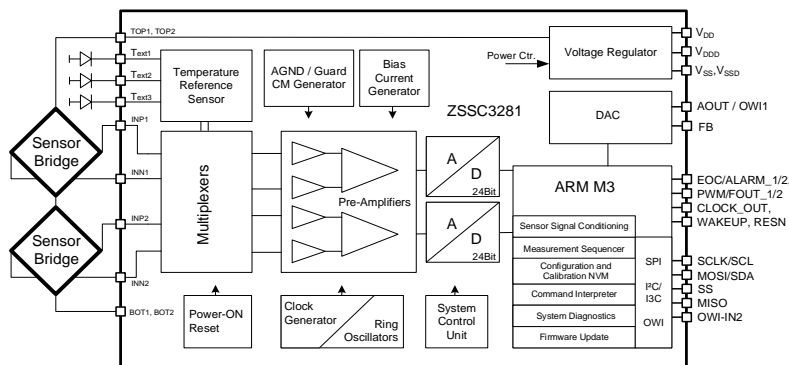 TOP1, TOP2
Text1
Text2
Text3
Temperature
Reference
Sensor
AGND / Guard
CM Generator
Bias
Current
Generator
Power Ctr.
Voltage Regulator
VDD
VDDD
VSS,VSSD
ZSSC3281
DAC
AOUT / OWI1
FB
Sensor
Bridge
INP1
INN1
Sensor
Bridge
INP2
INN2
BOT1, BOT2
Multiplexers
Pre-Amplifiers
A
D
24Bit
A
D
24Bit
ARM M3
Sensor Signal Conditioning
Measurement Sequencer
Configuration and
Calibration NVM
Command Interpreter
System Diagnostics
Firmware Update
SPI
I²C/
I3C
OWI
EOC/ALARM_1/2,
PWM/FOUT_1/2
CLOCK_OUT,
WAKEUP, RESN
SCLK/SCL
MOSI/SDA
SS
MISO
OWI-IN2
Power-ON
Reset
Clock
Generator
Ring
Oscillators
System
Control
Unit